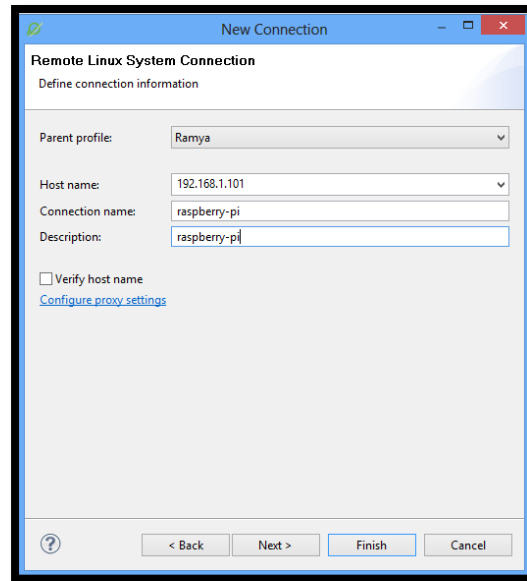 New Connection
Remote Linux System Connection
Define connection information
Parent profile: Ramya
Host name: 192.168.1.101
Connection name: raspberry-pi
Description: raspberry-pi
Verify host name
Configure proxy settings
? < Back Next > Finish Cancel